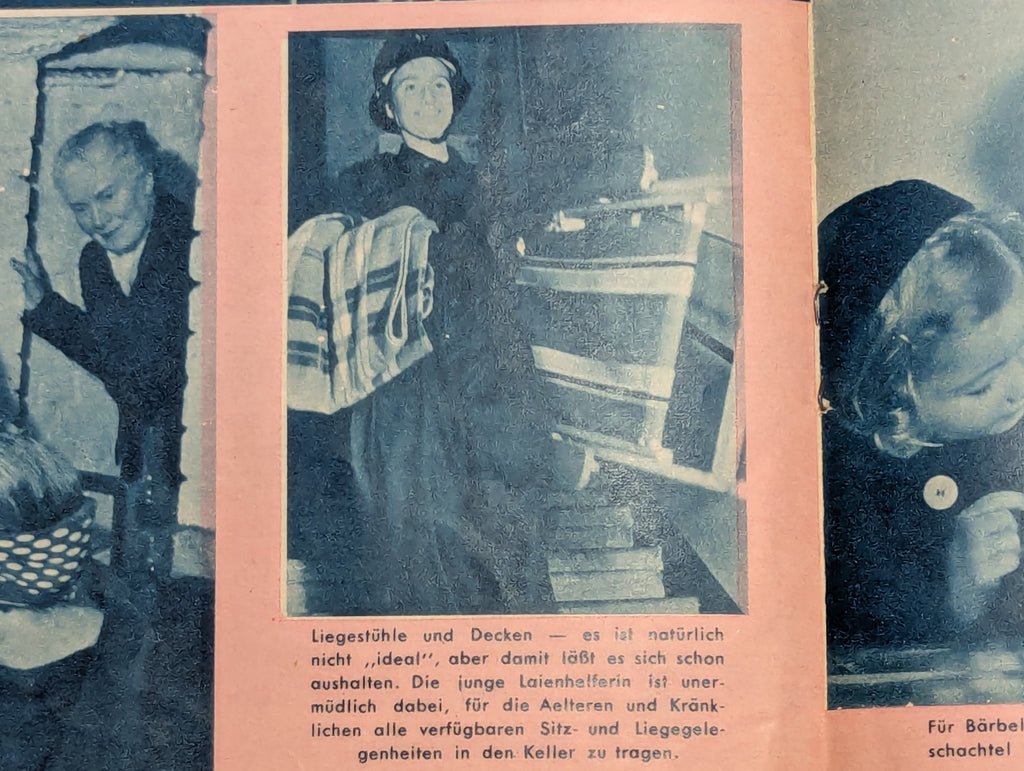 Liegestühle und Decken — es ist natürlich
nicht „ideal“, aber damit läßt es sich schon
aushalten. Die junge Laienhelferin ist uner-
müdlich dabei, für die Aelteren und Kränk-
lichen alle verfügbaren Sitz- und Liegegele-
genheiten in den Keller zu tragen.
Für Bärbel
schachtel